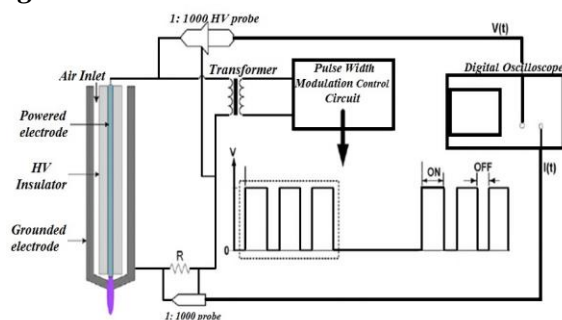 1: 1000 HV probe
V(t)
Air Inlet
Transformer
Pulse Width
Modulation Control
Circuit
Digital Oscilloscope
Powered
electrode
HV
Insulator
Grounded
electrode
V
ON
OFF
I(t)
0
R
1: 1000 probe